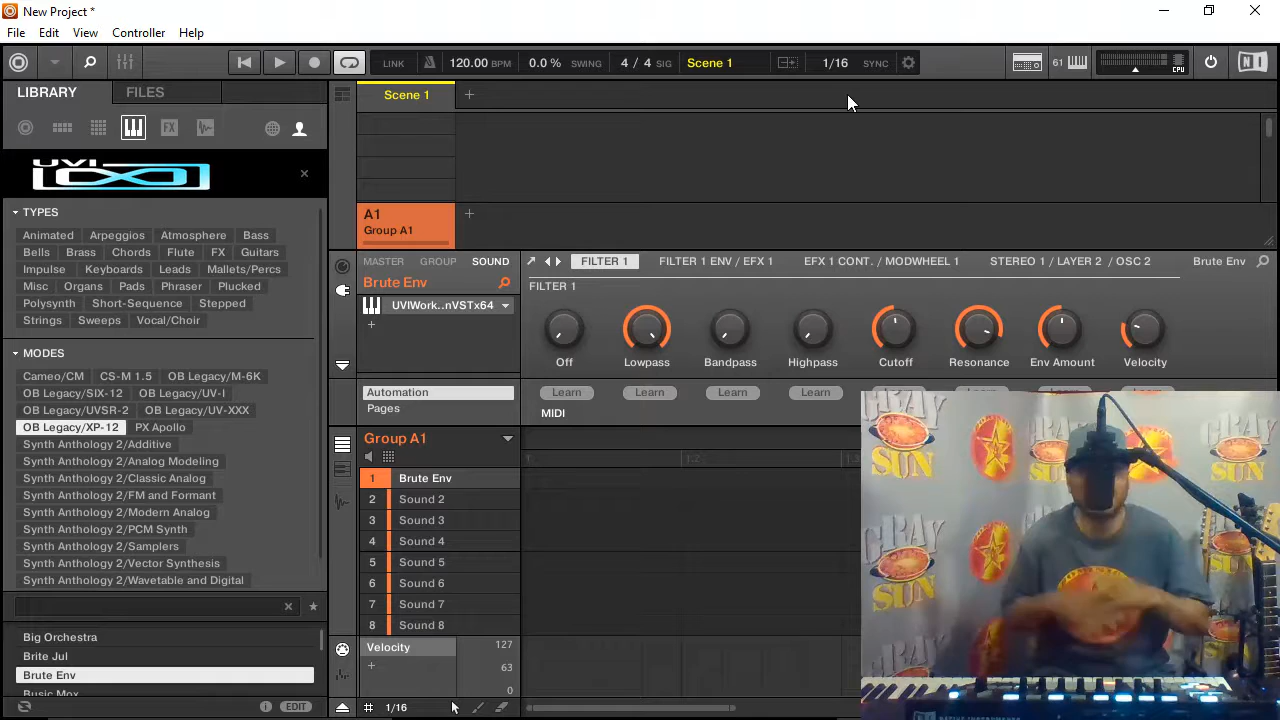 New Project *
File Edit View Controller Help
LINK 120.00 BPM 0.0 % SWING 4 / 4 SIG Scene 1 1/16 SYNC 61 CPU
LIBRARY FILES
Scene 1 +
UVI
TYPES
Animated Arpeggios Atmosphere Bass
Bells Brass Chords Flute FX Guitars
Impulse Keyboards Leads Mallets/Percs
Misc Organs Pads Phraser Plucked
Polysynth Short-Sequence Stepped
Strings Sweeps Vocal/Choir
MODES
Cameo/CM CS-M 1.5 OB Legacy/M-6K
OB Legacy/SIX-12 OB Legacy/UV-I
OB Legacy/UVSR-2 OB Legacy/UV-XXX
OB Legacy/XP-12 PX Apollo
Synth Anthology 2/Additive
Synth Anthology 2/Analog Modeling
Synth Anthology 2/Classic Analog
Synth Anthology 2/FM and Formant
Synth Anthology 2/Modern Analog
Synth Anthology 2/PCM Synth
Synth Anthology 2/Samplers
Synth Anthology 2/Vector Synthesis
Synth Anthology 2/Wavetable and Digital
Big Orchestra
Brite Jul
Brute Env
Busic Mox
EDIT
A1
Group A1
MASTER GROUP SOUND
Brute Env
UVIWork..nVSTx64
+
Automation
Pages
FILTER 1 FILTER 1 ENV / EFX 1 EFX 1 CONT. / MODWHEEL 1 STEREO 1 / LAYER 2 / OSC 2 Brute Env
FILTER 1
Off Lowpass Bandpass Highpass Cutoff Resonance Env Amount Velocity
Learn Learn Learn Learn
MIDI
Group A1
1 Brute Env
2 Sound 2
3 Sound 3
4 Sound 4
5 Sound 5
6 Sound 6
7 Sound 7
8 Sound 8
Velocity 127
+ 63
0
1/16
GRAY
SUN